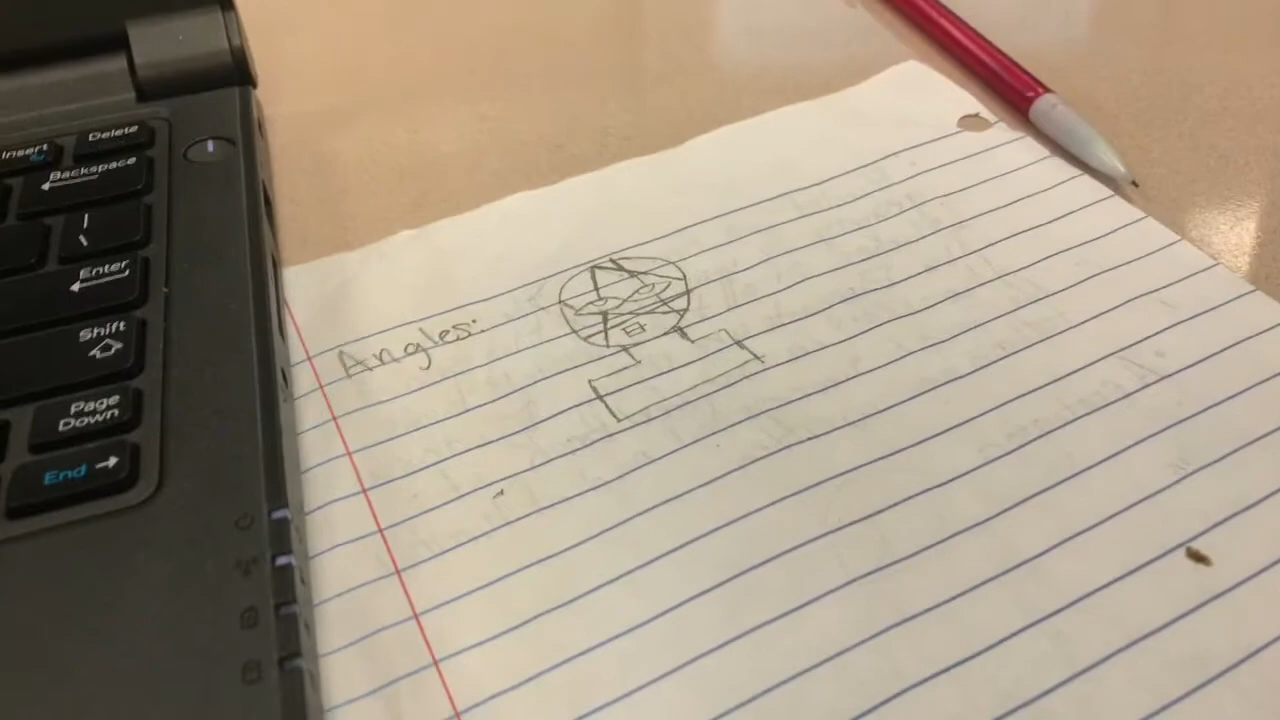 Delete
Insert
Backspace
|
\
Enter
Shift
Page
Down
End
Angles: